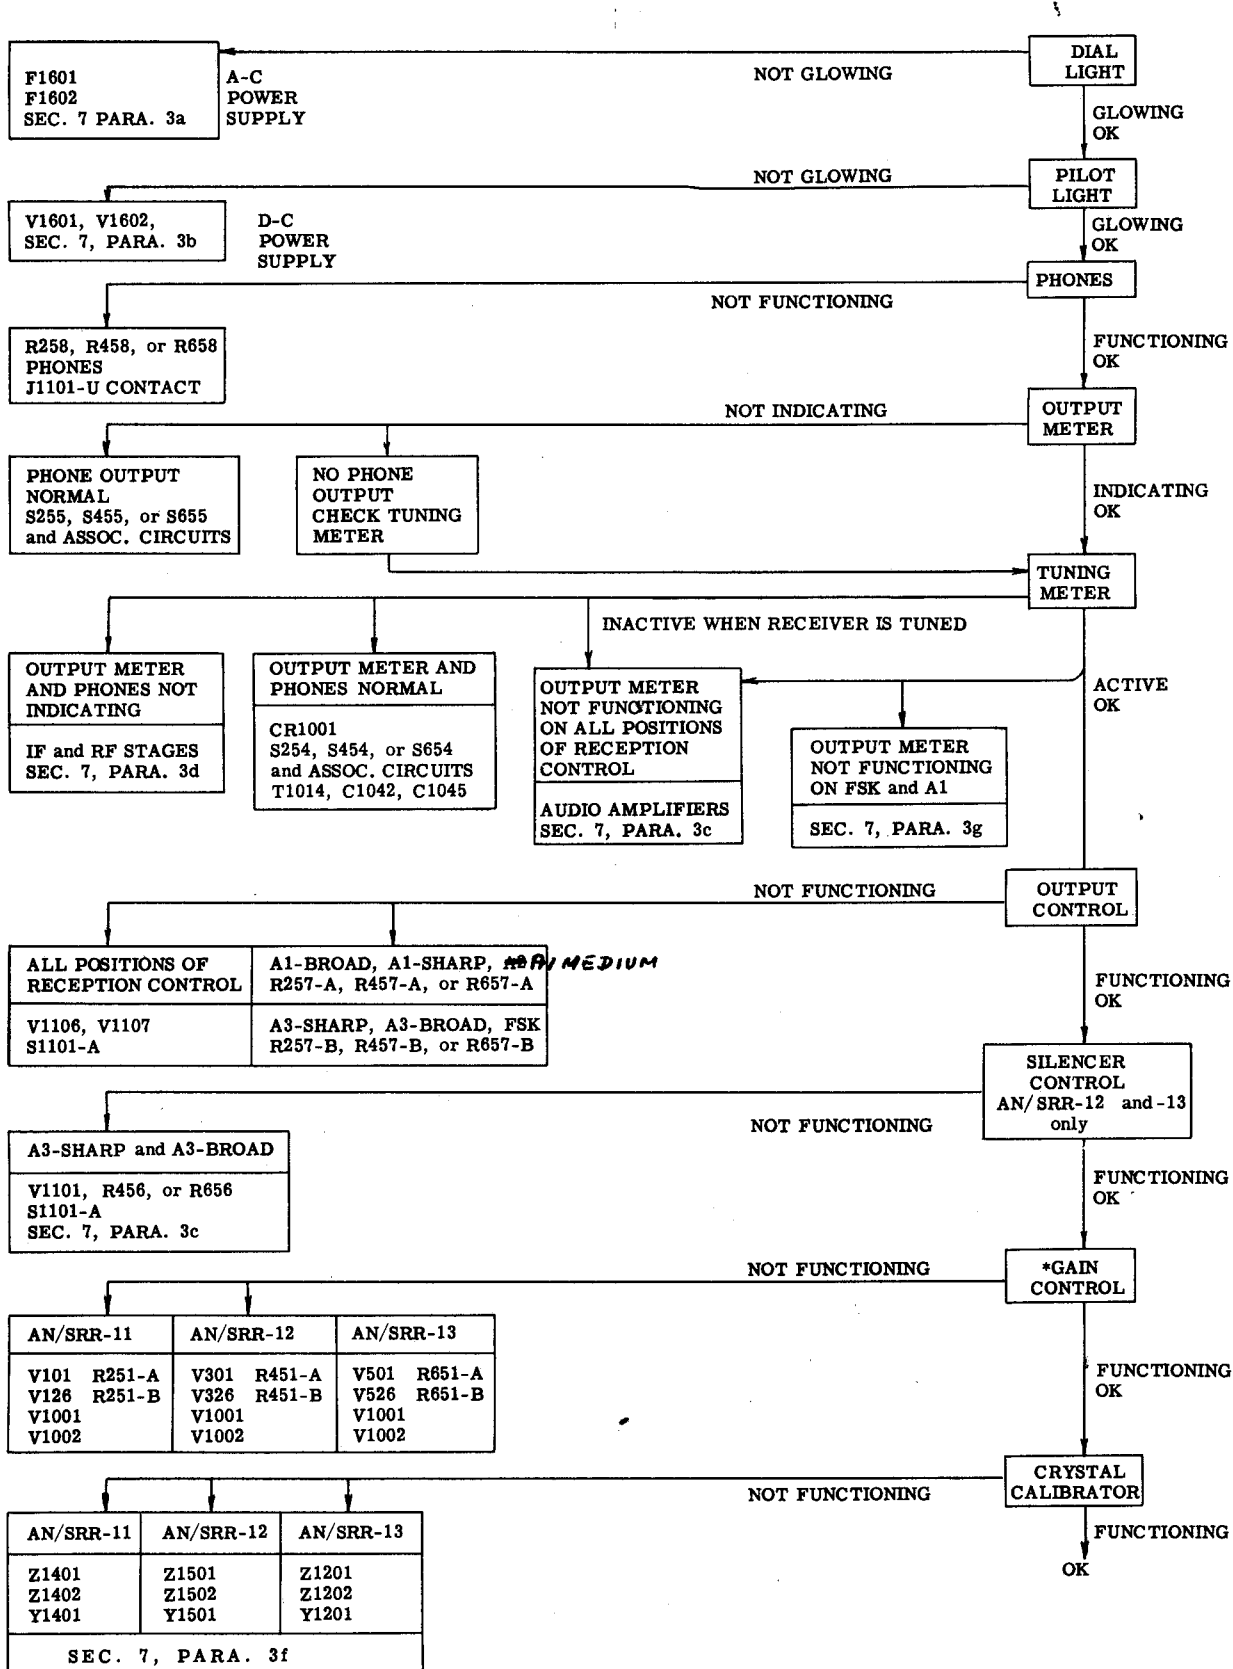 DIAL
LIGHT
NOT GLOWING
F1601
F1602
SEC. 7 PARA. 3a
A-C
POWER
SUPPLY
GLOWING
OK
PILOT
LIGHT
NOT GLOWING
V1601, V1602,
SEC. 7, PARA. 3b
D-C
POWER
SUPPLY
GLOWING
OK
PHONES
NOT FUNCTIONING
R258, R458, or R658
PHONES
J1101-U CONTACT
FUNCTIONING
OK
OUTPUT
METER
NOT INDICATING
PHONE OUTPUT
NORMAL
S255, S455, or S655
and ASSOC. CIRCUITS
NO PHONE
OUTPUT
CHECK TUNING
METER
INDICATING
OK
TUNING
METER
INACTIVE WHEN RECEIVER IS TUNED
OUTPUT METER
AND PHONES NOT
INDICATING
IF and RF STAGES
SEC. 7, PARA. 3d
OUTPUT METER AND
PHONES NORMAL
CR1001
S254, S454, or S654
and ASSOC. CIRCUITS
T1014, C1042, C1045
OUTPUT METER
NOT FUNCTIONING
ON ALL POSITIONS
OF RECEPTION
CONTROL
AUDIO AMPLIFIERS
SEC. 7, PARA. 3c
OUTPUT METER
NOT FUNCTIONING
ON FSK and A1
SEC. 7, PARA. 3g
ACTIVE
OK
OUTPUT
CONTROL
NOT FUNCTIONING
ALL POSITIONS OF
RECEPTION CONTROL
V1106, V1107
S1101-A
A1-BROAD, A1-SHARP, A1 MEDIUM
R257-A, R457-A, or R657-A
A3-SHARP, A3-BROAD, FSK
R257-B, R457-B, or R657-B
FUNCTIONING
OK
SILENCER
CONTROL
AN/SRR-12 and -13
only
NOT FUNCTIONING
A3-SHARP and A3-BROAD
V1101, R456, or R656
S1101-A
SEC. 7, PARA. 3c
FUNCTIONING
OK
*GAIN
CONTROL
NOT FUNCTIONING
AN/SRR-11 AN/SRR-12 AN/SRR-13
V101 R251-A V301 R451-A V501 R651-A
V126 R251-B V326 R451-B V526 R651-B
V1001 V1001 V1001
V1002 V1002 V1002
FUNCTIONING
OK
CRYSTAL
CALIBRATOR
NOT FUNCTIONING
AN/SRR-11 AN/SRR-12 AN/SRR-13
Z1401 Z1501 Z1201
Z1402 Z1502 Z1202
Y1401 Y1501 Y1201
SEC. 7, PARA. 3f
FUNCTIONING
OK